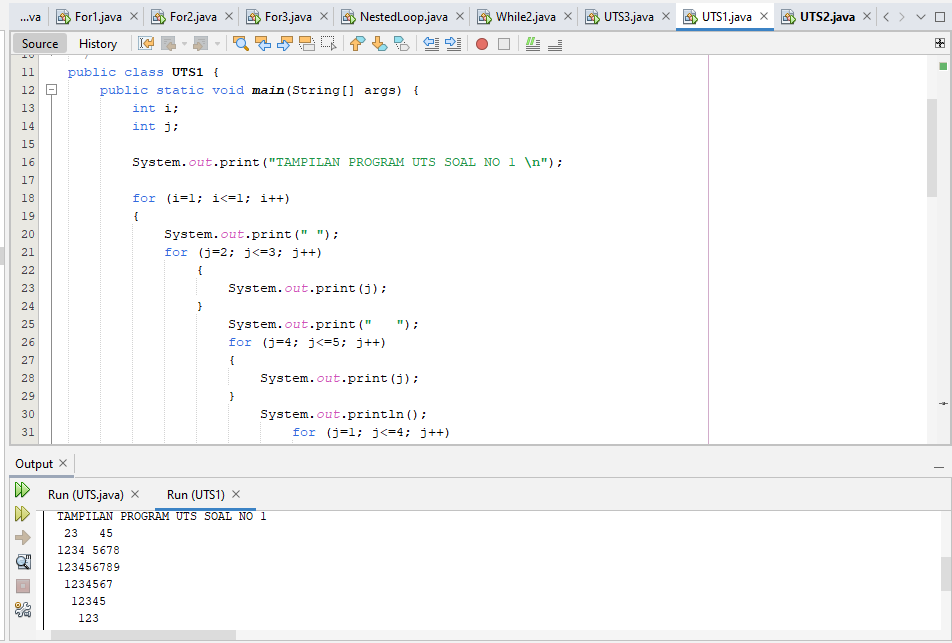 ...va For1.java For2.java For3.java NestedLoop.java While2.java UTS3.java UTS1.java UTS2.java
Source History
10
11 public class UTS1 {
12 public static void main(String[] args) {
13 int i;
14 int j;
15
16 System.out.print("TAMPILAN PROGRAM UTS SOAL NO 1 \n");
17
18 for (i=1; i<=1; i++)
19 {
20 System.out.print(" ");
21 for (j=2; j<=3; j++)
22 {
23 System.out.print(j);
24 }
25 System.out.print("   ");
26 for (j=4; j<=5; j++)
27 {
28 System.out.print(j);
29 }
30 System.out.println();
31 for (j=1; j<=4; j++)
Output
Run (UTS.java) Run (UTS1)
TAMPILAN PROGRAM UTS SOAL NO 1
 23   45
1234 5678
123456789
 1234567
  12345
   123